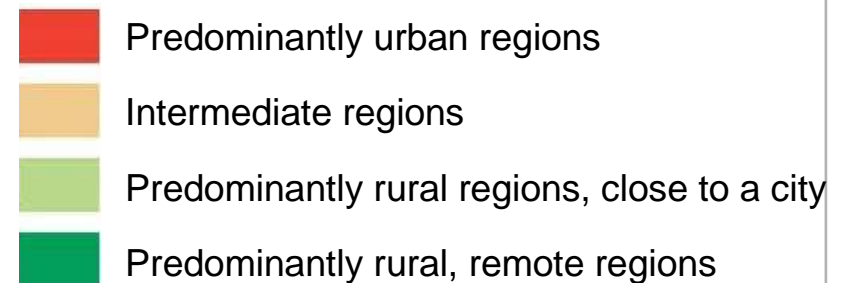 Predominantly urban regions
Intermediate regions
Predominantly rural regions, close to a city
Predominantly rural, remote regions